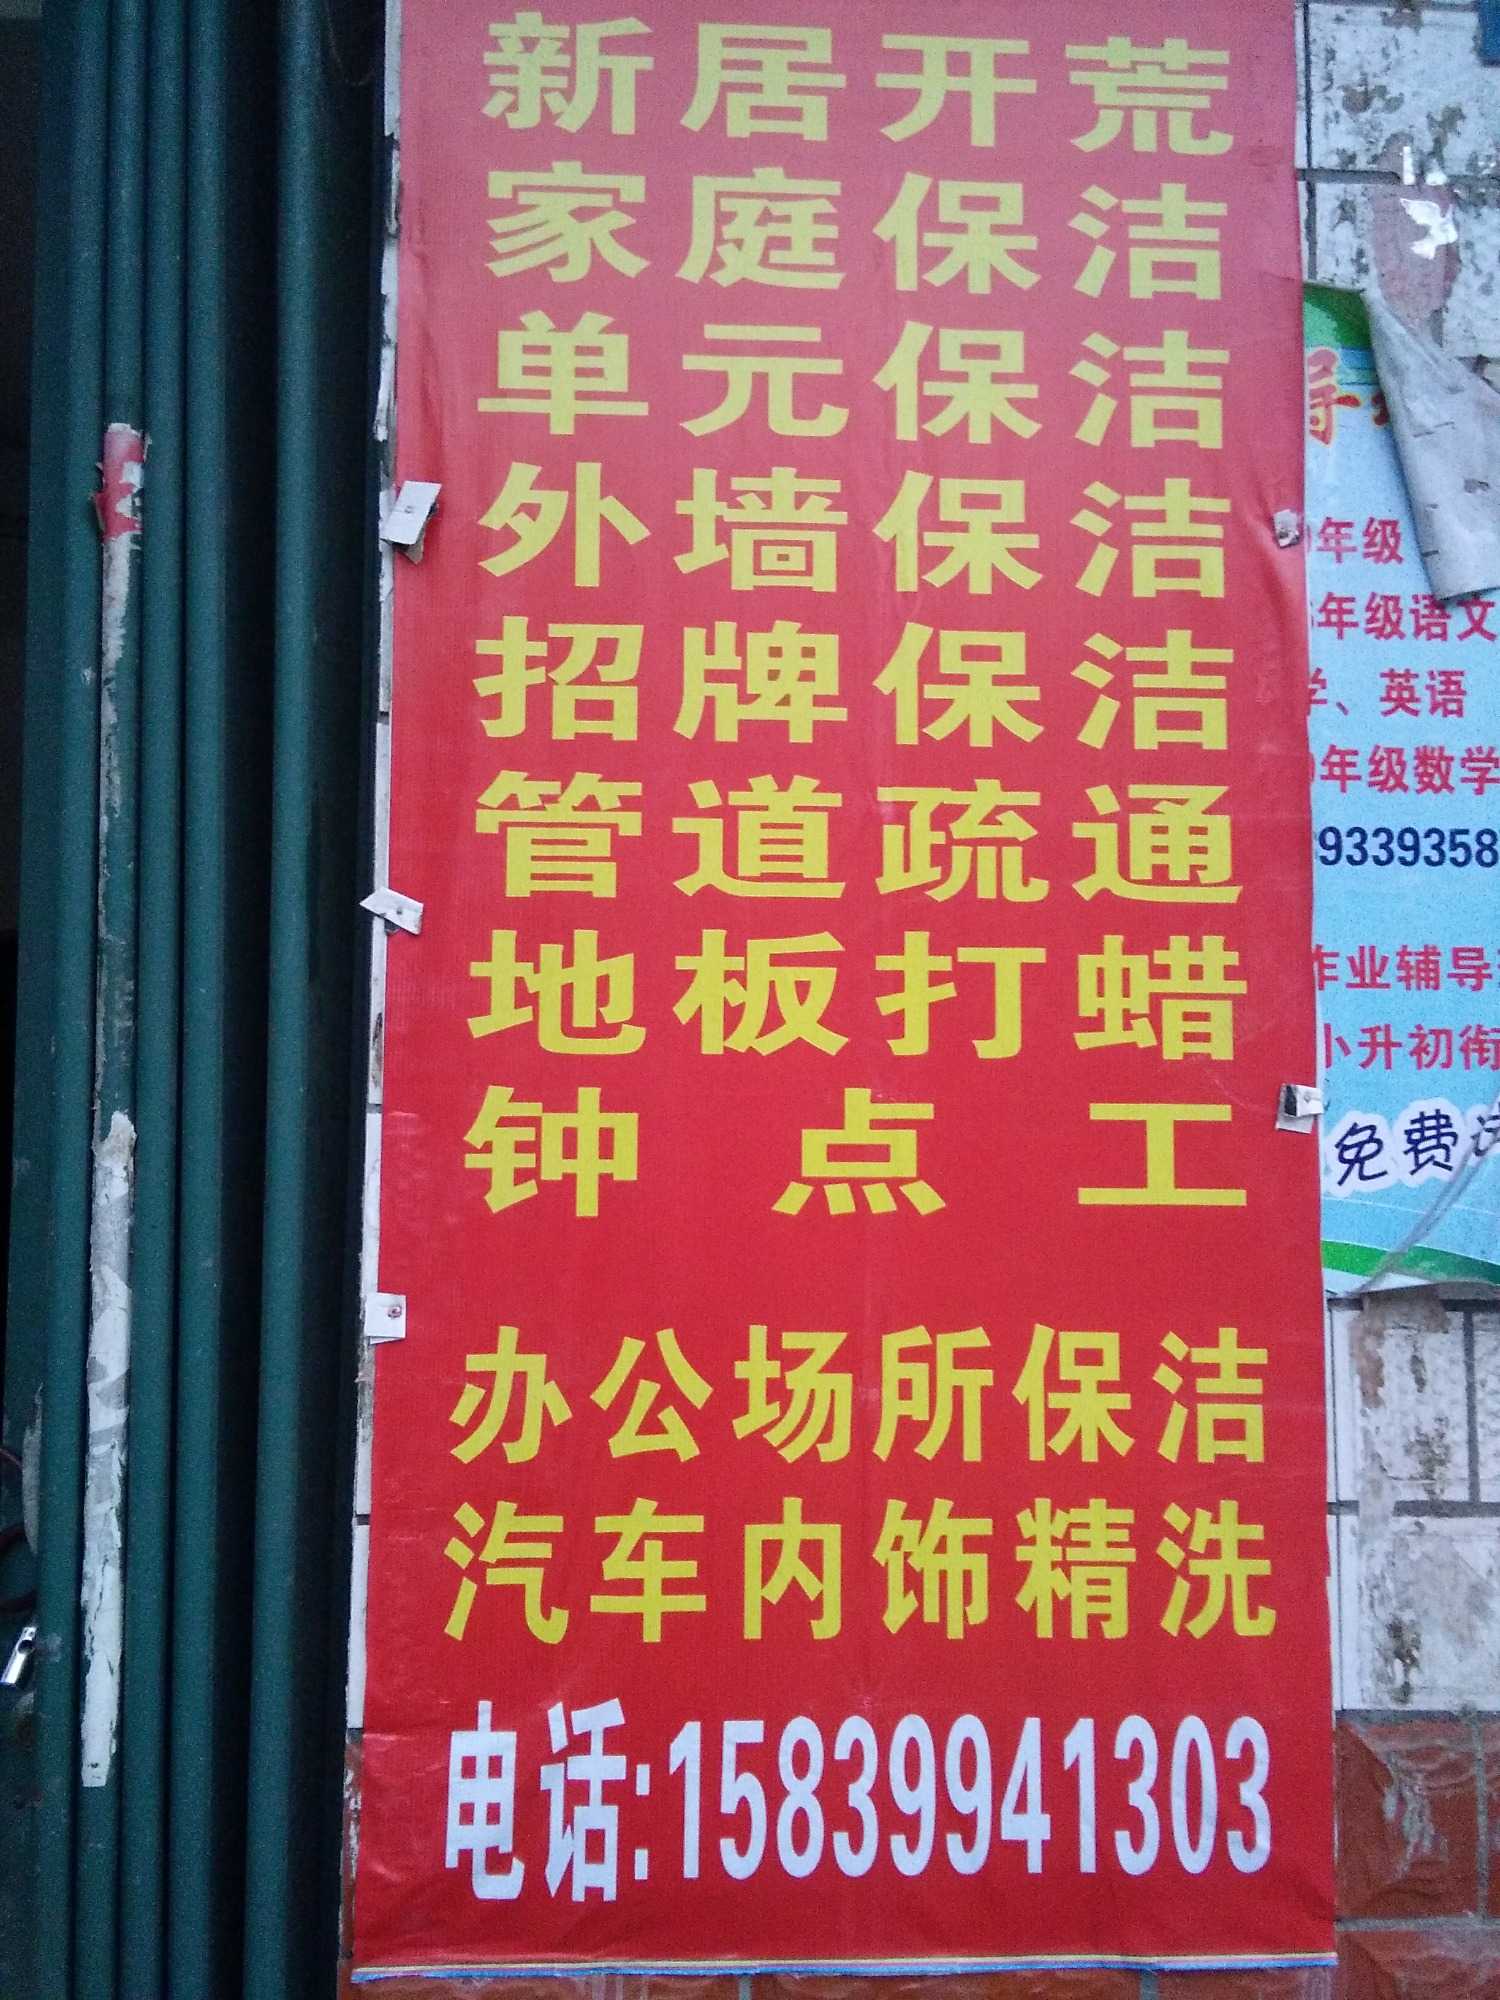 新居开荒
家庭保洁
单元保洁
外墙保洁
招牌保洁
管道疏通
地板打蜡
钟点工
办公场所保洁
汽车内饰精洗
电话:15839941303
年级
年级语文
、英语
年级数学
9339358
作业辅导
小升初衔
免费